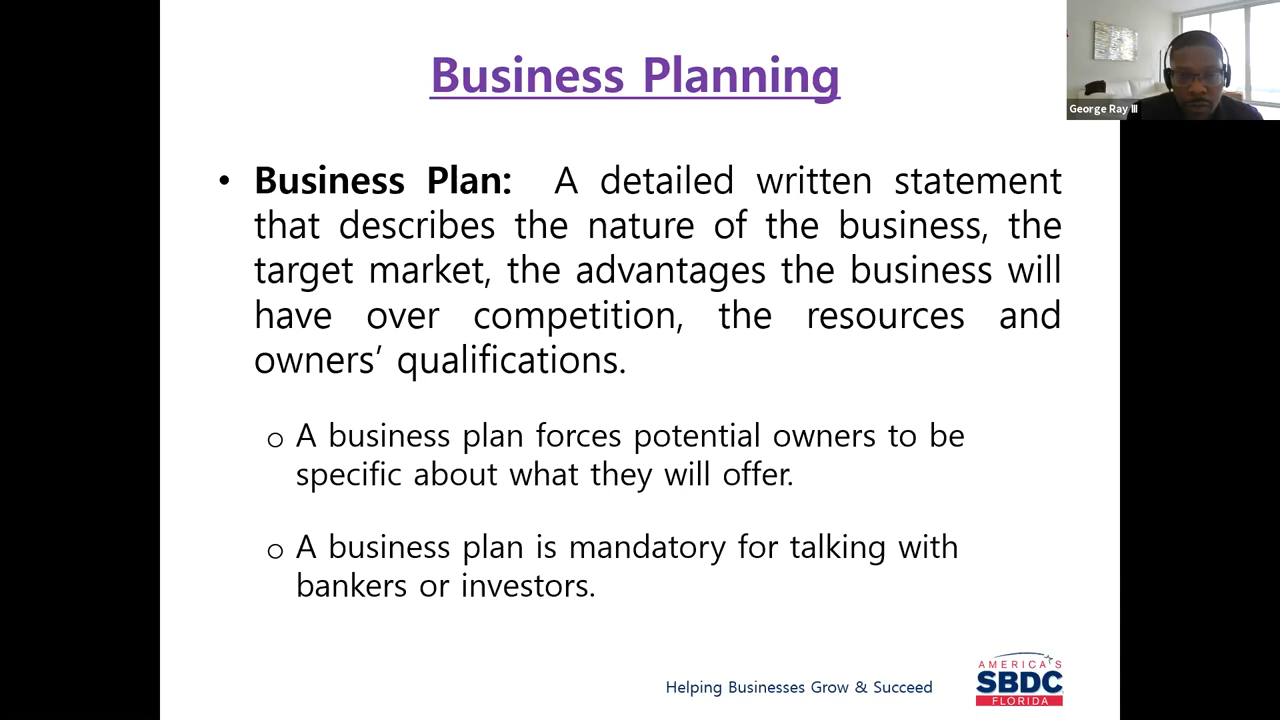 Business Planning
George Ray III
• Business Plan: A detailed written statement
that describes the nature of the business, the
target market, the advantages the business will
have over competition, the resources and
owners’ qualifications.
o A business plan forces potential owners to be
specific about what they will offer.
o A business plan is mandatory for talking with
bankers or investors.
Helping Businesses Grow & Succeed
AMERICA'S
SBDC
FLORIDA